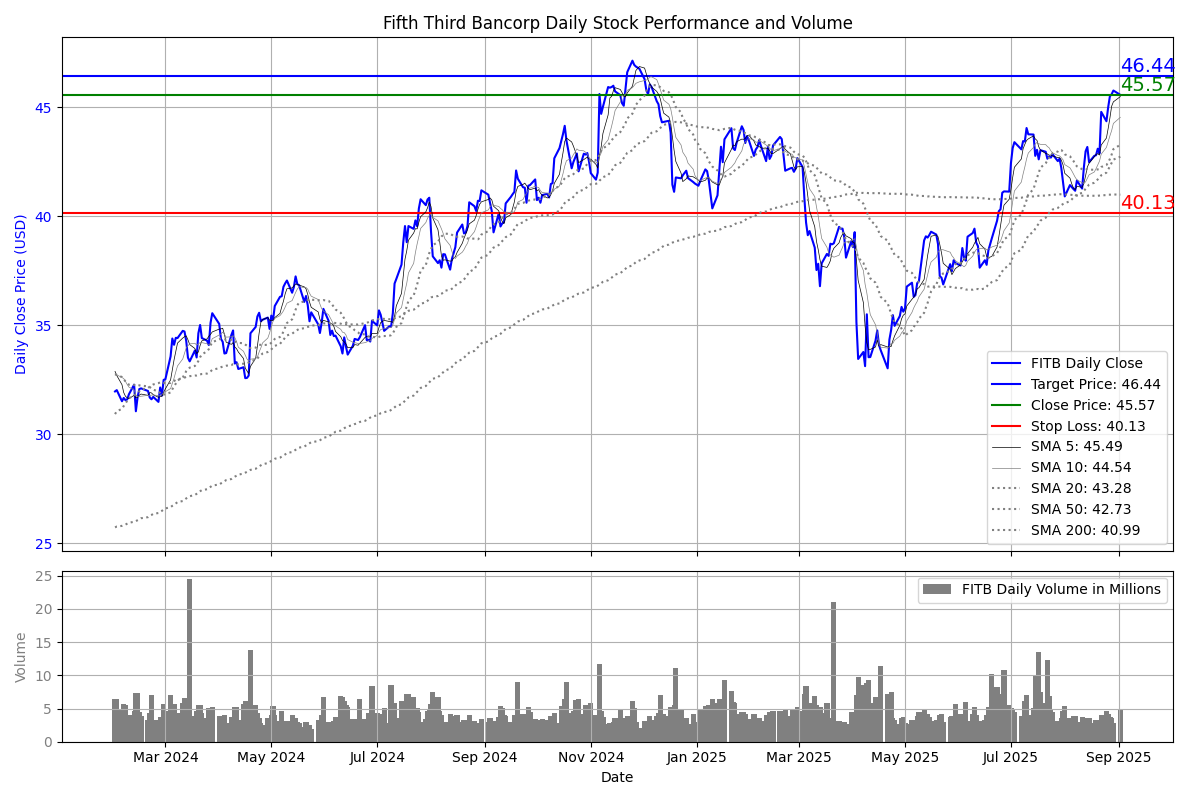 Fifth Third Bancorp Daily Stock Performance and Volume
46.44
45.57
40.13
Daily Close Price (USD)
45
40
35
30
25
FITB Daily Close
Target Price: 46.44
Close Price: 45.57
Stop Loss: 40.13
SMA 5: 45.49
SMA 10: 44.54
SMA 20: 43.28
SMA 50: 42.73
SMA 200: 40.99
Volume
25
20
15
10
5
0
FITB Daily Volume in Millions
Mar 2024 May 2024 Jul 2024 Sep 2024 Nov 2024 Jan 2025 Mar 2025 May 2025 Jul 2025 Sep 2025
Date